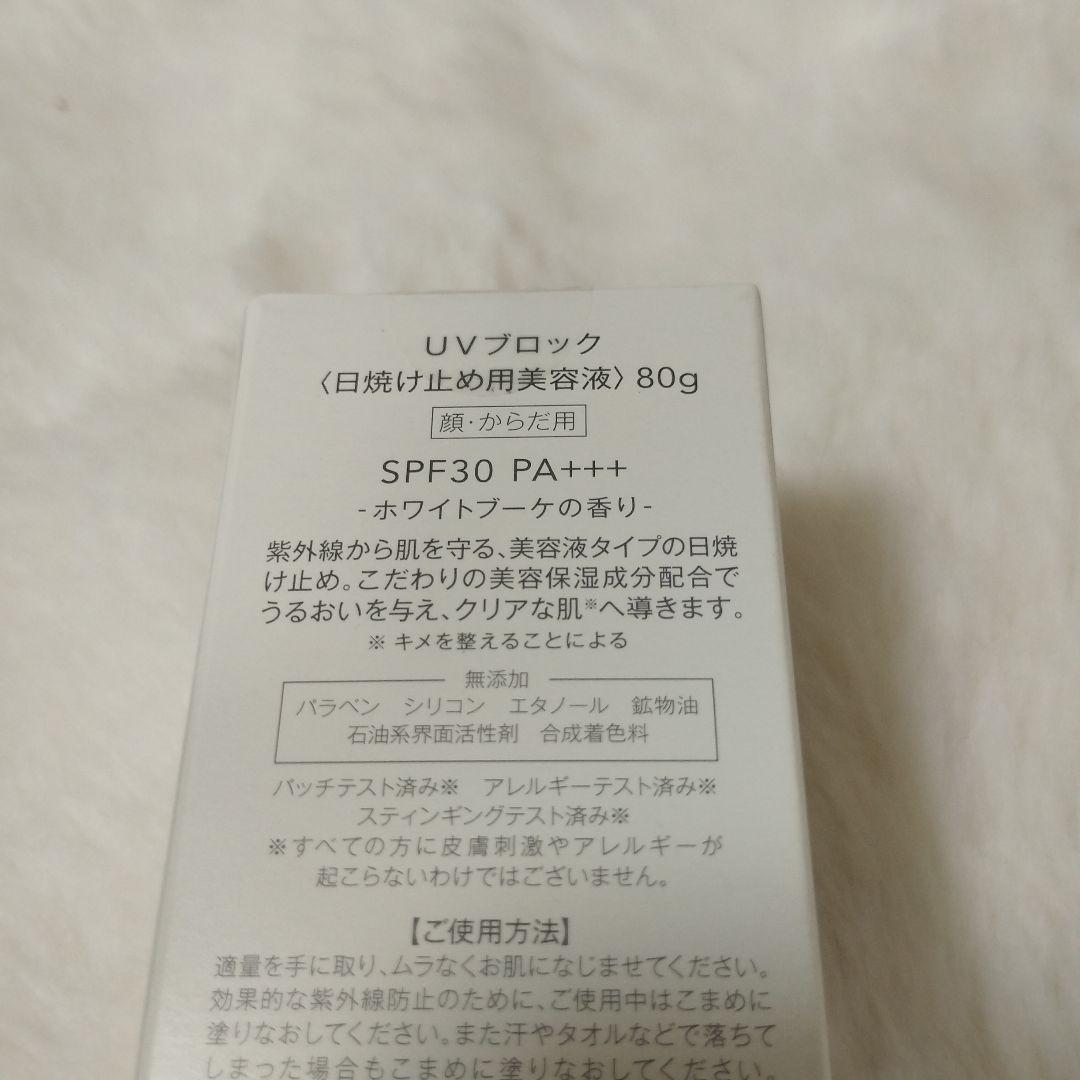 UVブロック
〈日焼け止め用美容液〉80g
顔・からだ用
SPF30 PA+++
-ホワイトブーケの香り-
紫外線から肌を守る、美容液タイプの日焼
け止め。こだわりの美容保湿成分配合で
うるおいを与え、クリアな肌※へ導きます。
※ キメを整えることによる
無添加
パラベン シリコン エタノール 鉱物油
石油系界面活性剤 合成着色料
パッチテスト済み※ アレルギーテスト済み※
スティンギングテスト済み※
※すべての方に皮膚刺激やアレルギーが
起こらないわけではございません。
【ご使用方法】
適量を手に取り、ムラなくお肌になじませてください。
効果的な紫外線防止のために、ご使用中はこまめに
塗りなおしてください。また汗やタオルなどで落ちて
しまった場合もこまめに塗りなおしてください。